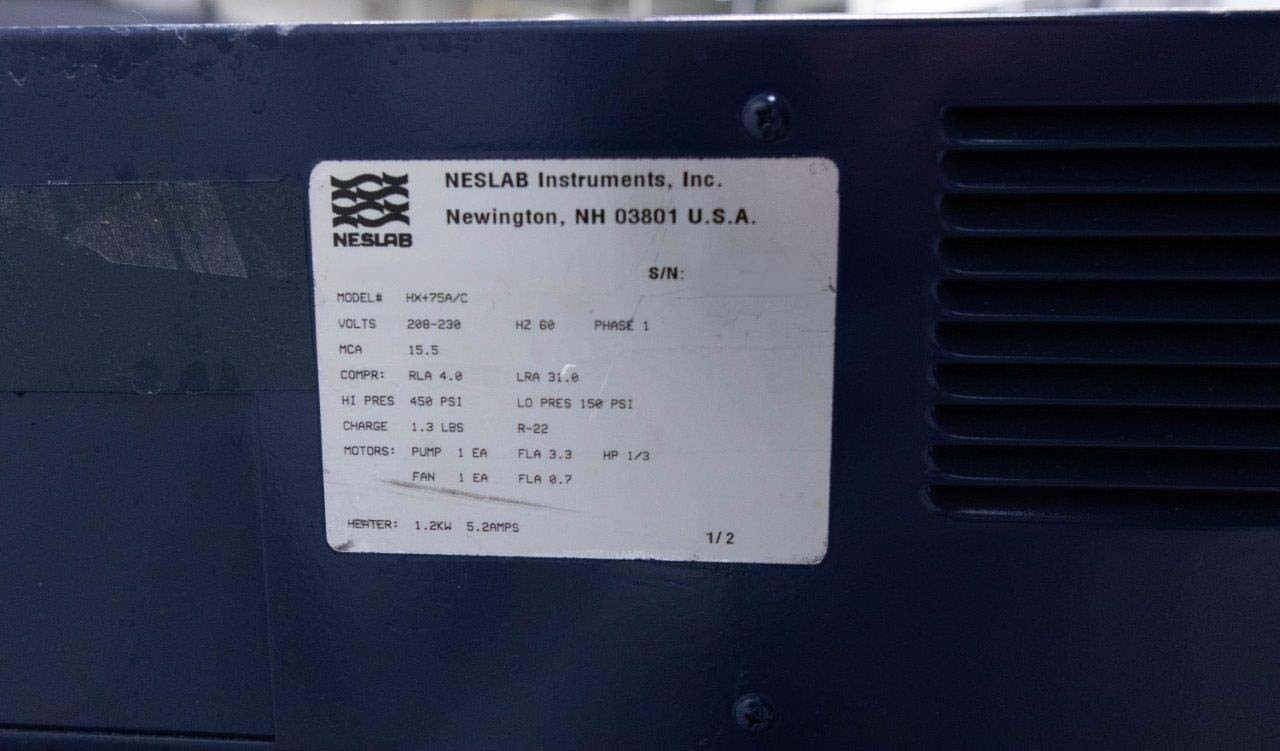 NESLAB Instruments, Inc.
Newington, NH 03801 U.S.A.
NESLAB
S/N:
MODEL# HX+75A/C
VOLTS 208-230 HZ 60 PHASE 1
MCA 15.5
COMPR: RLA 4.0 LRA 31.0
HI PRES 450 PSI LO PRES 150 PSI
CHARGE 1.3 LBS R-22
MOTORS: PUMP 1 EA FLA 3.3 HP 1/3
FAN 1 EA FLA 0.7
HEATER: 1.2KW 5.2AMPS
1/2